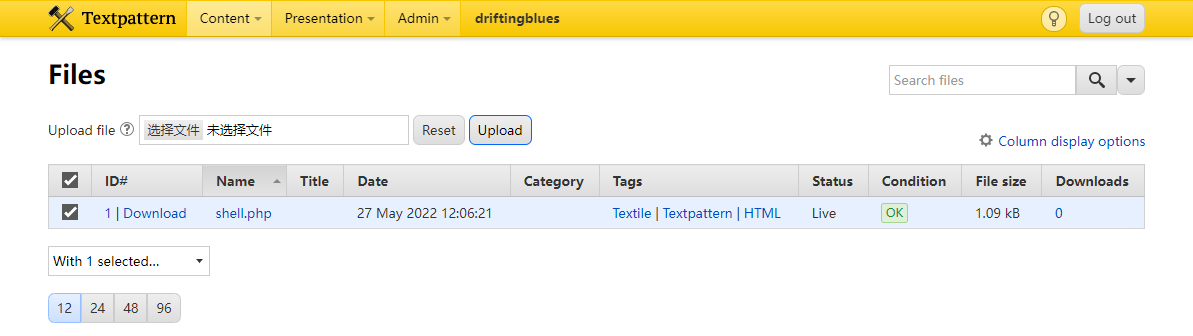 Textpattern Content Presentation Admin driftingblues Log out
Files
Search files
Upload file ? 选择文件 未选择文件 Reset Upload
Column display options
ID# Name Title Date Category Tags Status Condition File size Downloads
1 | Download shell.php 27 May 2022 12:06:21 Textile | Textpattern | HTML Live OK 1.09 kB 0
With 1 selected...
12 24 48 96